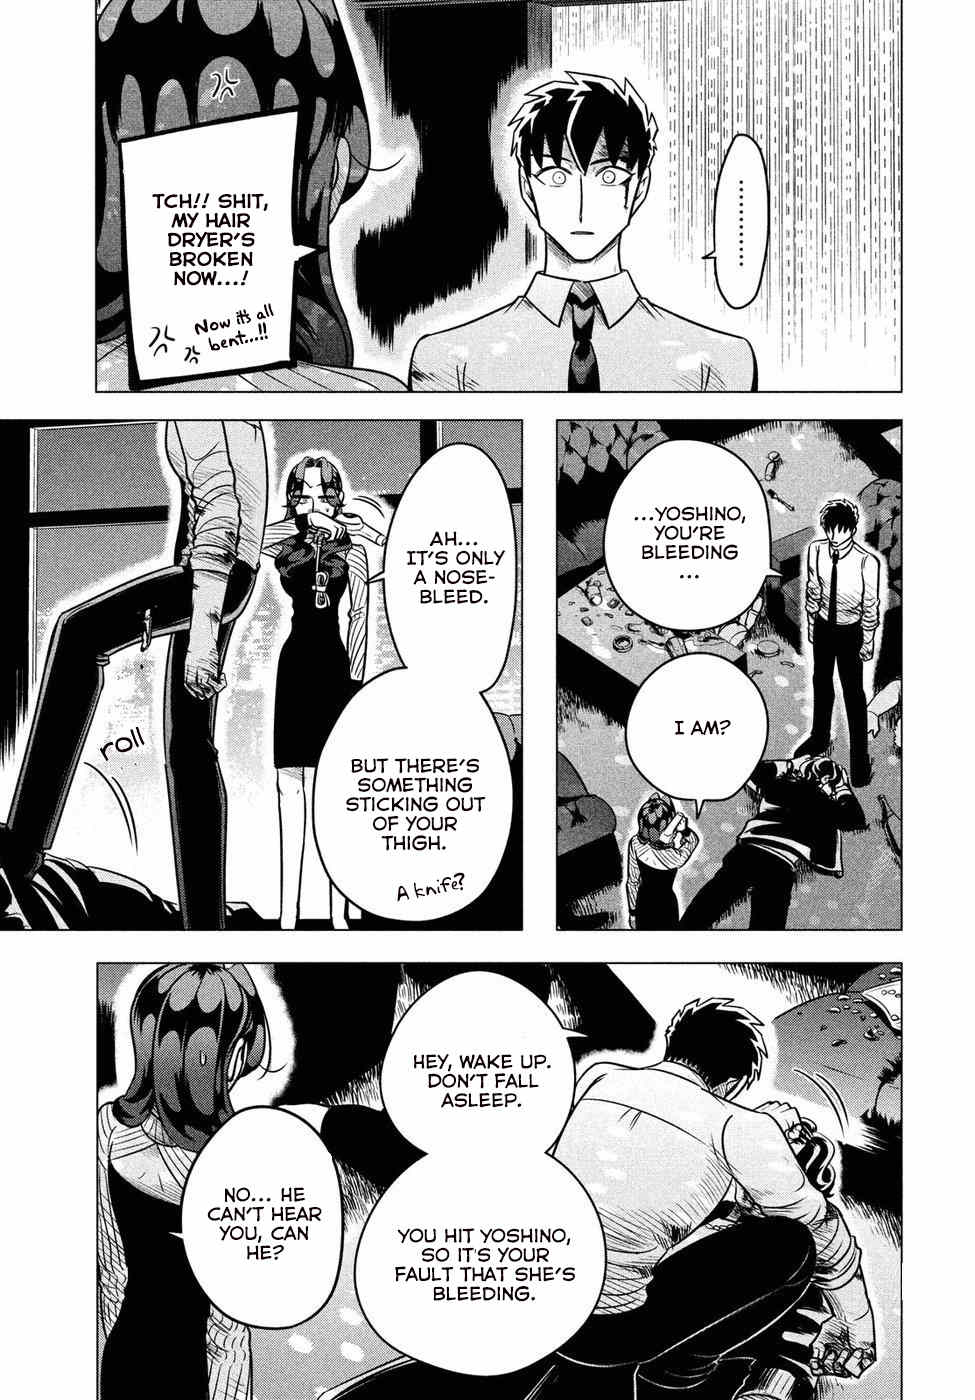 .........
TCH!! SHIT,
MY HAIR
DRYER'S
BROKEN
NOW...!
Now it's all
bent...!!
...YOSHINO,
YOU'RE
BLEEDING
...
I AM?
AH...
IT'S ONLY
A NOSE-
BLEED.
BUT THERE'S
SOMETHING
STICKING OUT
OF YOUR
THIGH.
A knife?
roll
HEY, WAKE UP.
DON'T FALL
ASLEEP.
YOU HIT YOSHINO,
SO IT'S YOUR
FAULT THAT SHE'S
BLEEDING.
NO... HE
CAN'T HEAR
YOU, CAN
HE?